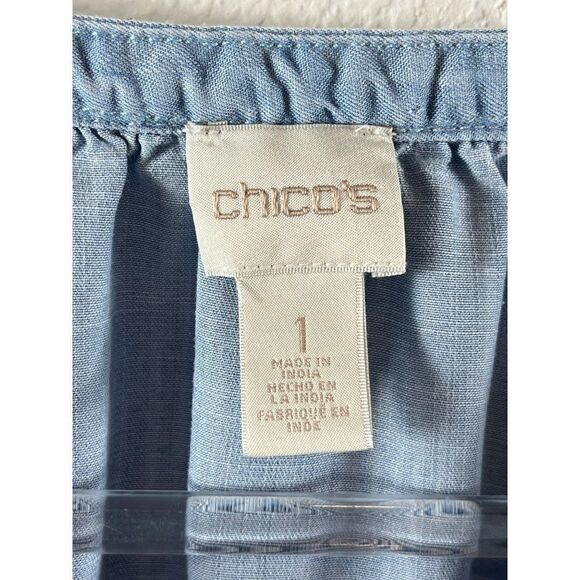 chico's
1
MADE IN
INDIA
HECHO EN
LA INDIA
FABRIQUÉ EN
INDE